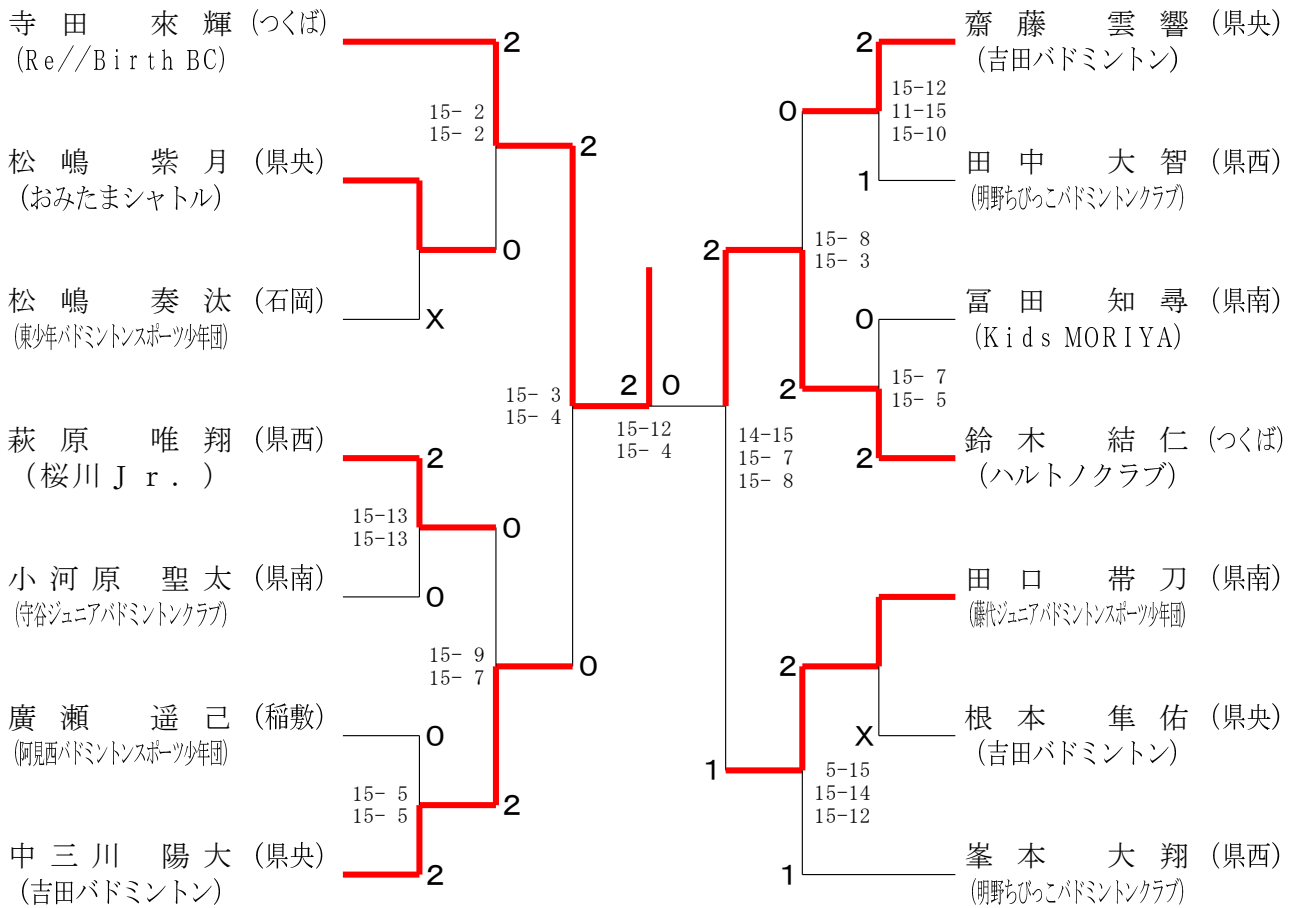 寺田 來輝 (つくば)
(Re//Birth BC)
2
15- 2
15- 2
2
松嶋 紫月 (県央)
(おみたまシャトル)
0
松嶋 奏汰 (石岡)
(東少年バドミントンスポーツ少年団)
X
15- 3
15- 4
萩原 唯翔 (県西)
(桜川Jr.)
2
15-13
15-13
0
小河原 聖太 (県南)
(守谷ジュニアバドミントンクラブ)
0
15- 9
15- 7
0
廣瀬 遥己 (稲敷)
(阿見西バドミントンスポーツ少年団)
0
15- 5
15- 5
2
中三川 陽大 (県央)
(吉田バドミントン)
2
2 0
15-12
15- 4
齋藤 雲響 (県央)
(吉田バドミントン)
2
15-12
11-15
15-10
0
田中 大智 (県西)
(明野ちびっこバドミントンクラブ)
1
15- 8
15- 3
2
冨田 知尋 (県南)
(Kids MORIYA)
0
15- 7
15- 5
2
鈴木 結仁 (つくば)
(ハルトノクラブ)
2
14-15
15- 7
15- 8
田口 帯刀 (県南)
(藤代ジュニアバドミントンスポーツ少年団)
2
根本 隼佑 (県央)
(吉田バドミントン)
X
1
5-15
15-14
15-12
峯本 大翔 (県西)
(明野ちびっこバドミントンクラブ)
1